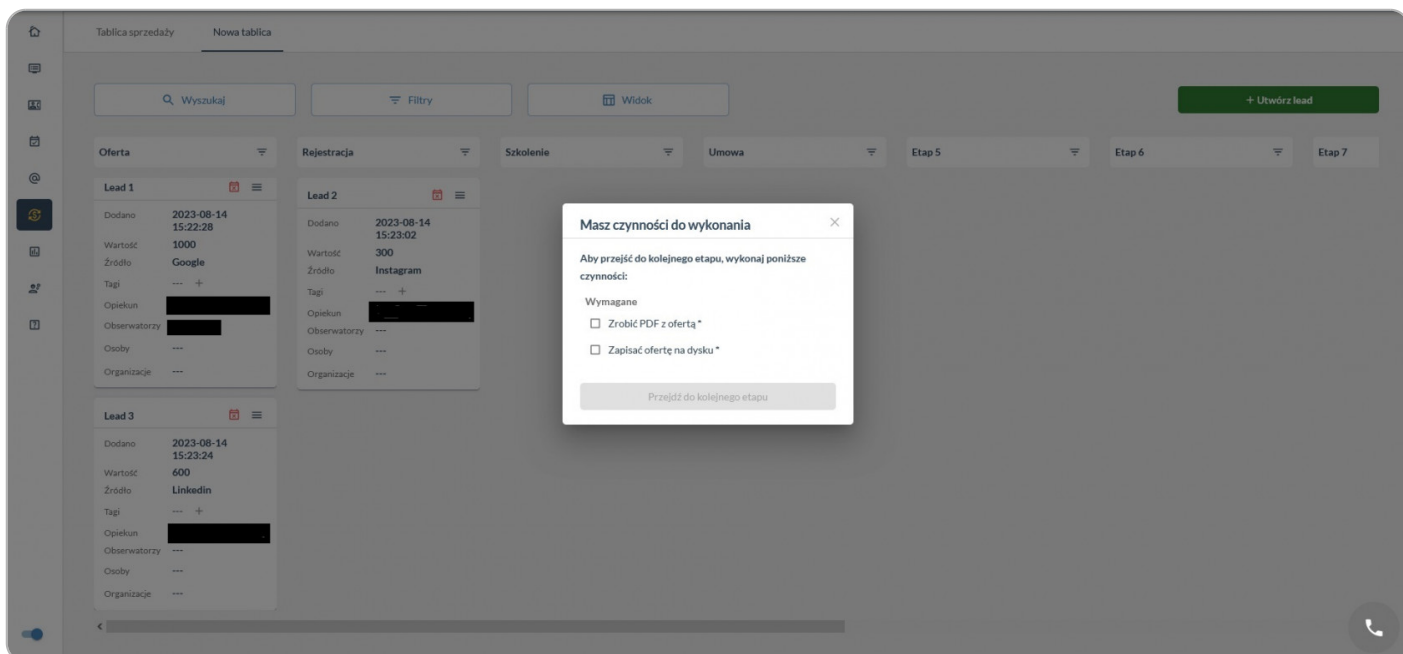 Tablica sprzedaży
Nowa tablica
Wyszukaj
Filtry
Widok
+ Utwórz lead
Oferta
Rejestracja
Szkolenie
Umowa
Etap 5
Etap 6
Etap 7
Lead 1
Dodano 2023-08-14
15:22:28
Wartość 1000
Źródło Google
Tagi --- +
Opiekun
Obserwatorzy
Osoby ---
Organizacje ---
Lead 3
Dodano 2023-08-14
15:23:24
Wartość 600
Źródło Linkedin
Tagi --- +
Opiekun
Obserwatorzy ---
Osoby ---
Organizacje ---
Lead 2
Dodano 2023-08-14
15:23:02
Wartość 300
Źródło Instagram
Tagi --- +
Opiekun
Obserwatorzy ---
Osoby ---
Organizacje ---
Masz czynności do wykonania
Aby przejść do kolejnego etapu, wykonaj poniższe
czynności:
Wymagane
Zrobić PDF z ofertą *
Zapisać ofertę na dysku *
Przejdź do kolejnego etapu